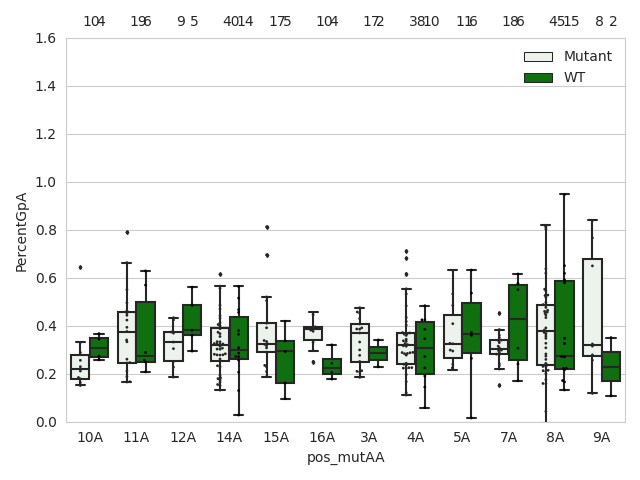 10 4 19 6 9 5 40 14 17 5 10 4 17 2 38 10 11 6 18 6 45 15 8 2
1.6
Mutant
WT
1.4
1.2
1.0
0.8
0.6
0.4
0.2
0.0
PercentGpA
10A 11A 12A 14A 15A 16A 3A 4A 5A 7A 8A 9A
pos_mutAA